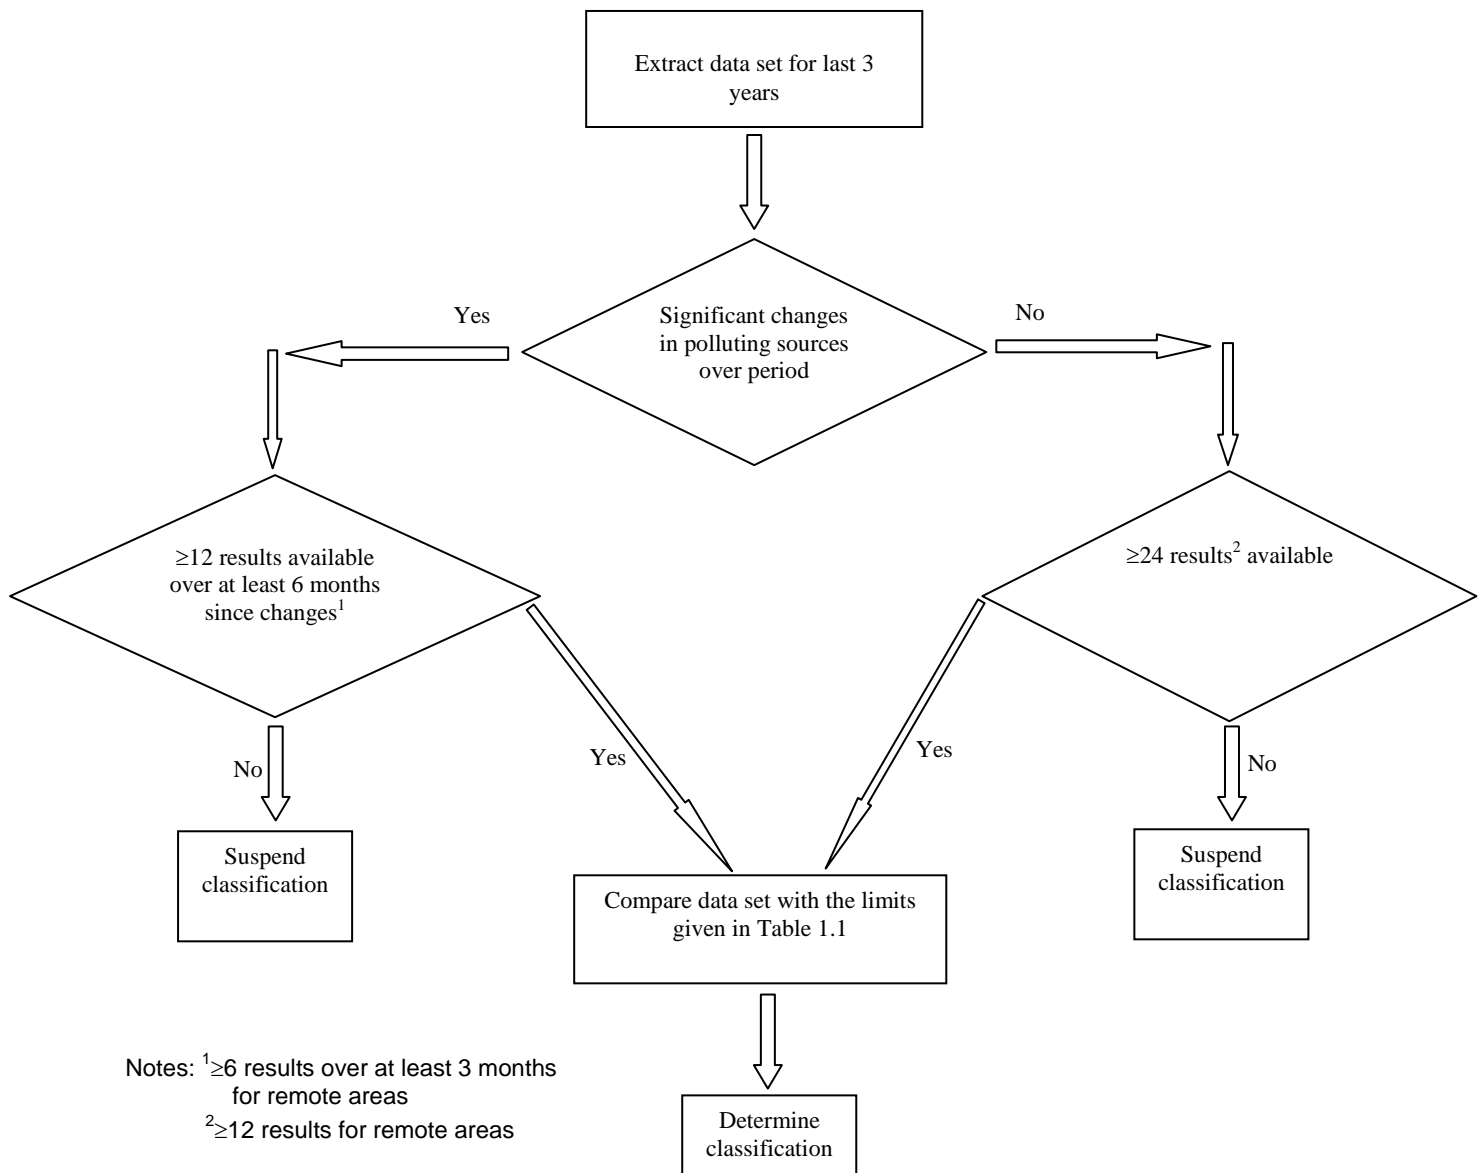 Extract data set for last 3
years
Yes
Significant changes
in polluting sources
over period
No
≥12 results available
over at least 6 months
since changes¹
≥24 results² available
No
Yes
Yes
No
Suspend
classification
Compare data set with the limits
given in Table 1.1
Suspend
classification
Notes: ¹≥6 results over at least 3 months
for remote areas
²≥12 results for remote areas
Determine
classification